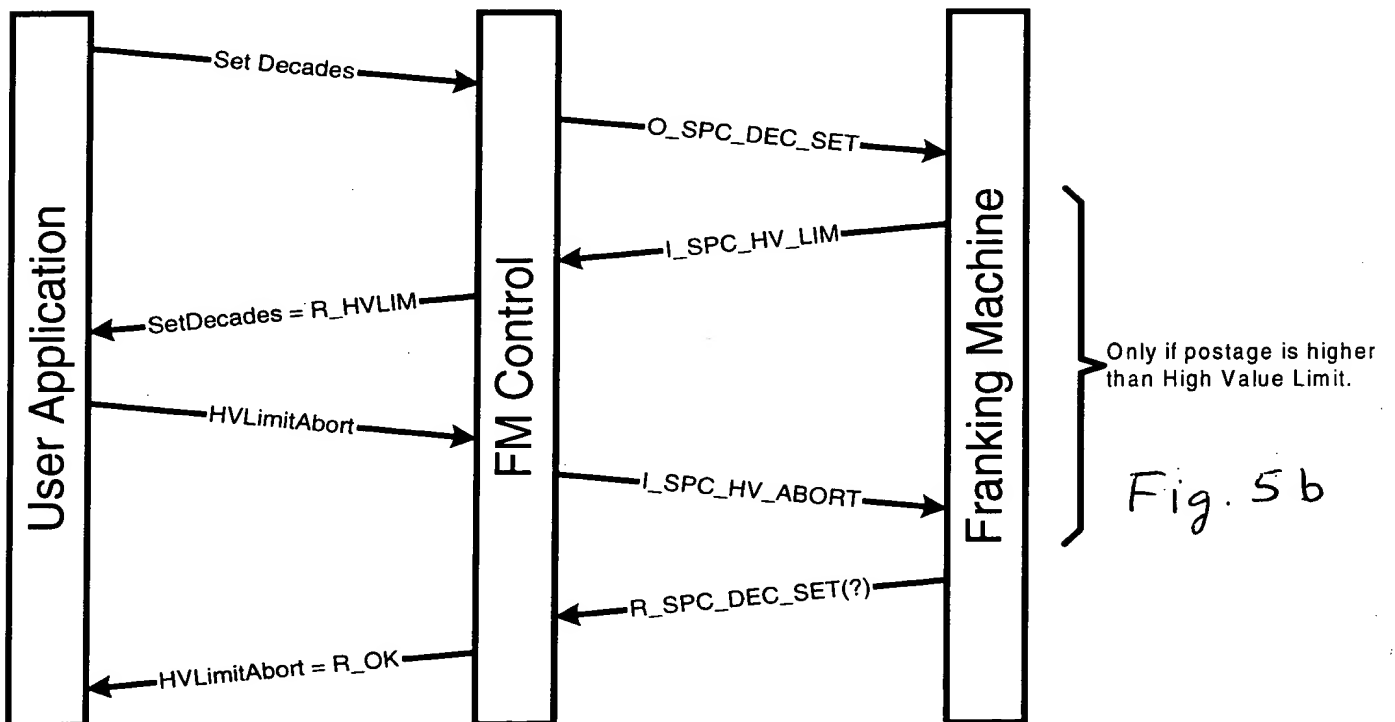 User Application
FM Control
Franking Machine
Set Decades
O_SPC_DEC_SET
I_SPC_HV_LIM
SetDecades = R_HVLIM
HVLimitAbort
I_SPC_HV_ABORT
R_SPC_DEC_SET(?)
HVLimitAbort = R_OK
Only if postage is higher
than High Value Limit.
Fig. 5b